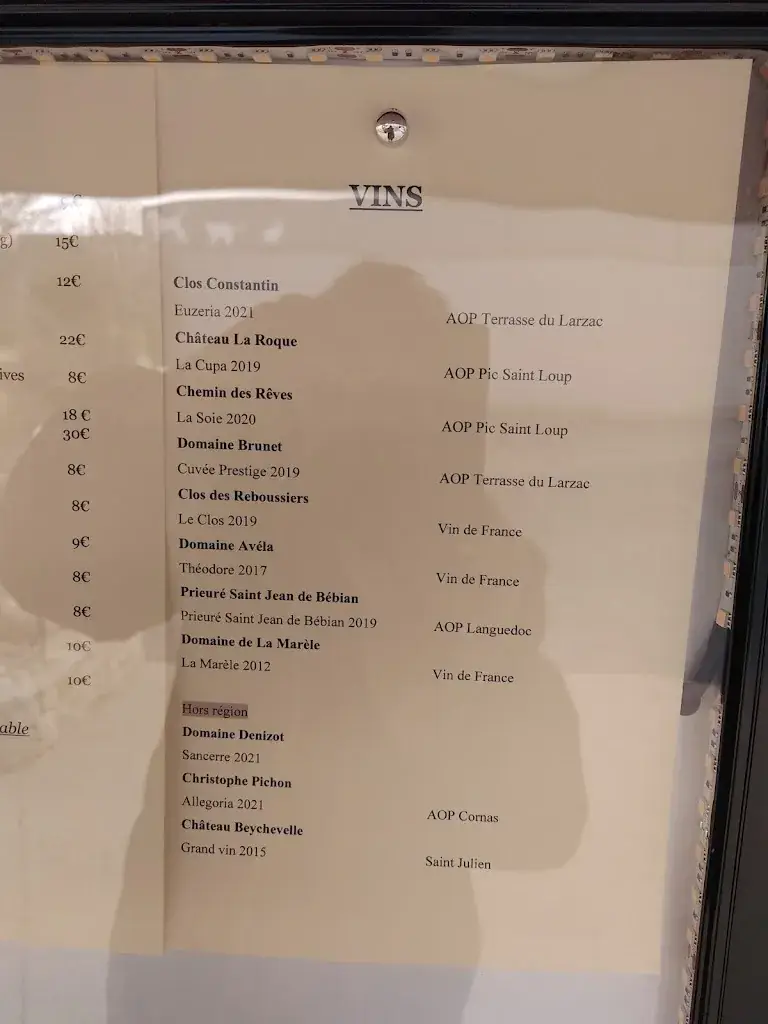 15€
12€
22€
ives 8€
18 €
30€
8€
8€
9€
8€
8€
10€
10€
able
VINS
Clos Constantin
Euzeria 2021 AOP Terrasse du Larzac
Château La Roque
La Cupa 2019 AOP Pic Saint Loup
Chemin des Rêves
La Soie 2020 AOP Pic Saint Loup
Domaine Brunet
Cuvée Prestige 2019 AOP Terrasse du Larzac
Clos des Reboussiers
Le Clos 2019 Vin de France
Domaine Avéla
Théodore 2017 Vin de France
Prieuré Saint Jean de Bébian
Prieuré Saint Jean de Bébian 2019 AOP Languedoc
Domaine de La Marèle
La Marèle 2012 Vin de France
Hors région
Domaine Denizot
Sancerre 2021
Christophe Pichon
Allegoria 2021 AOP Cornas
Château Beychevelle
Grand vin 2015 Saint Julien